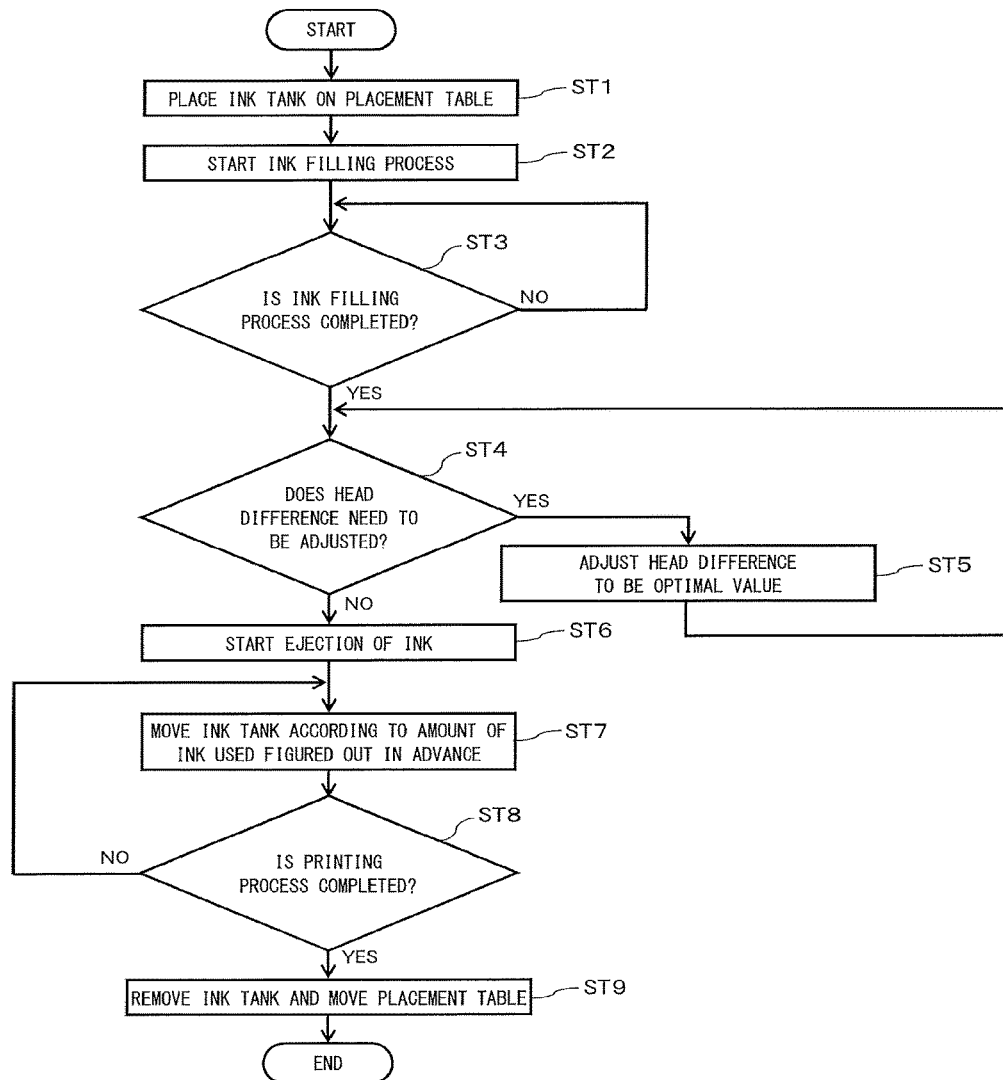 START
PLACE INK TANK ON PLACEMENT TABLE
ST1
START INK FILLING PROCESS
ST2
ST3
IS INK FILLING
PROCESS COMPLETED?
NO
YES
ST4
DOES HEAD
DIFFERENCE NEED TO
BE ADJUSTED?
YES
ADJUST HEAD DIFFERENCE
TO BE OPTIMAL VALUE
ST5
NO
START EJECTION OF INK
ST6
MOVE INK TANK ACCORDING TO AMOUNT OF
INK USED FIGURED OUT IN ADVANCE
ST7
ST8
NO
IS PRINTING
PROCESS COMPLETED?
YES
REMOVE INK TANK AND MOVE PLACEMENT TABLE
ST9
END